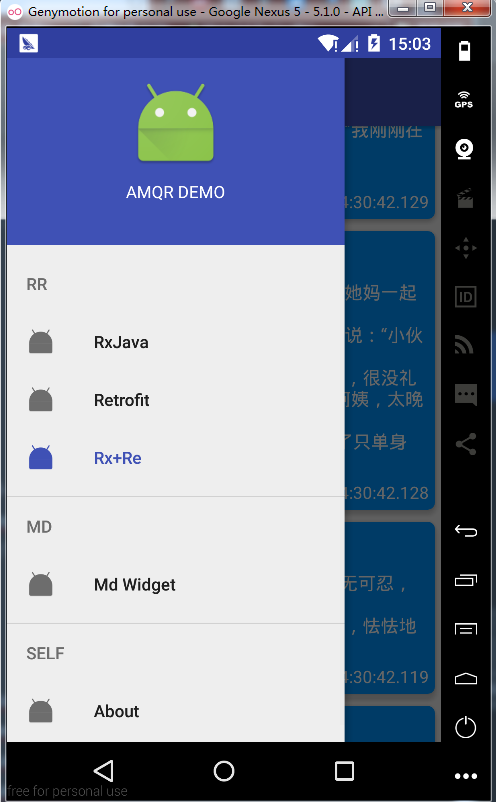 Genymotion for personal use - Google Nexus 5 - 5.1.0 - API ...
15:03
GPS
AMQR DEMO
RR
RxJava
Retrofit
Rx+Re
MD
Md Widget
SELF
About
我刚刚在
4:30:42.129
她妈一起
说：“小伙
，很没礼
阿姨，太晚
了只单身
4:30:42.128
无可忍，
，怯怯地
4:30:42.119
ID
free for personal use